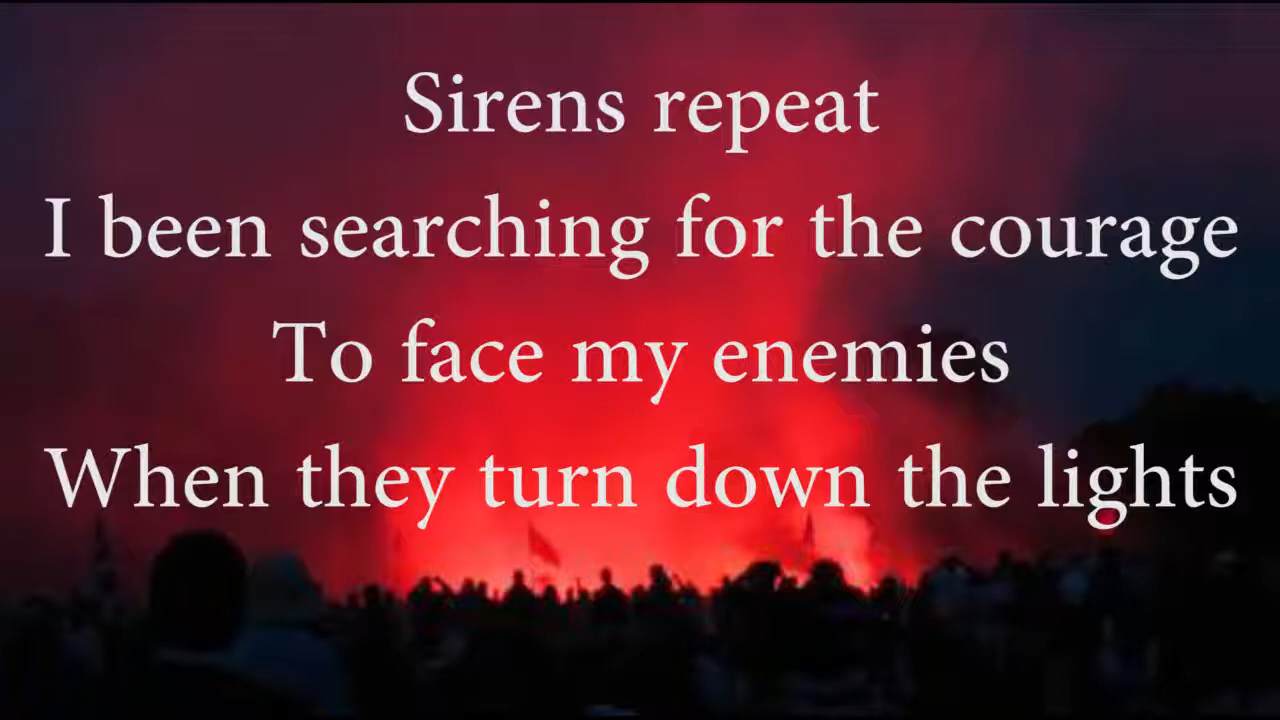 Sirens repeat
I been searching for the courage
To face my enemies
When they turn down the lights